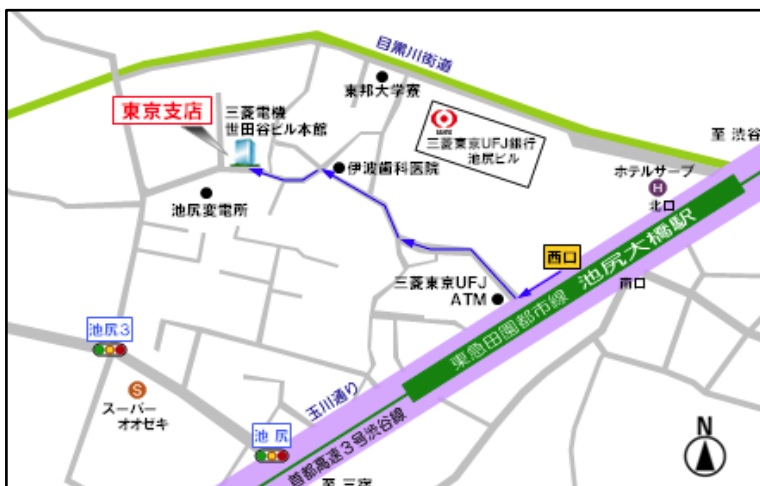 目黒川街道
東邦大学寮
東京支店
三菱電機
世田谷ビル本館
三菱東京UFJ銀行
池尻ビル
至 渋谷
伊波歯科医院
ホテルサーブ
H
北口
池尻変電所
西口
池尻大橋駅
南口
三菱東京UFJ
ATM
東急田園都市線
池尻3
S
スーパー
オオゼキ
玉川通り
池 尻
首都高速3号渋谷線
至 三宿
N